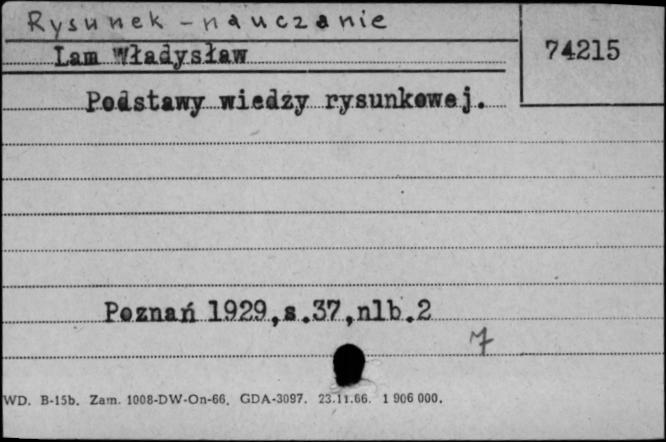 Rysunek - nauczanie
Lam Władysław
74215
Podstawy wiedzy rysunkowej.
Poznań 1929,s.37,nlb.2
7
WD. B-15b. Zam. 1008-DW-On-66. GDA-3097. 23.11.66. 1 906 000.